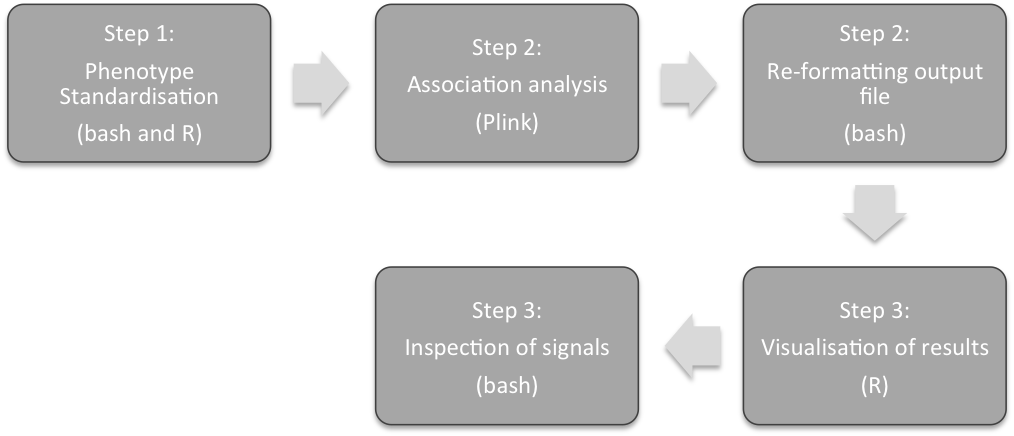 Step 1:
Phenotype
Standardisation
(bash and R)
Step 2:
Association analysis
(Plink)
Step 2:
Re-formatting output
file
(bash)
Step 3:
Visualisation of results
(R)
Step 3:
Inspection of signals
(bash)